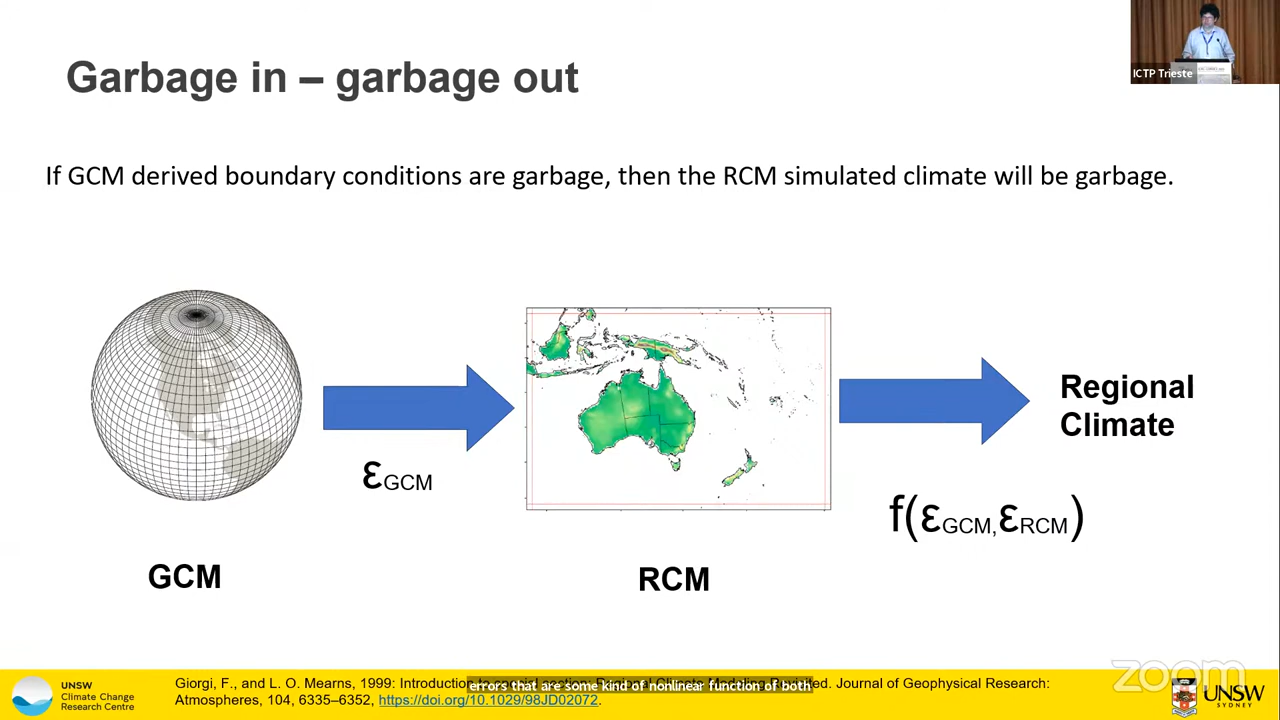 Garbage in – garbage out
ICTP Trieste
If GCM derived boundary conditions are garbage, then the RCM simulated climate will be garbage.
εGCM
Regional
Climate
f(εGCM,εRCM)
GCM
RCM
UNSW
Climate Change
Research Centre
Giorgi, F., and L. O. Mearns, 1999: Introduction Journal of Geophysical Research:
errors that are some kind of nonlinear function of both
Atmospheres, 104, 6335–6352, https://doi.org/10.1029/98JD02072.
zoom
UNSW
SYDNEY